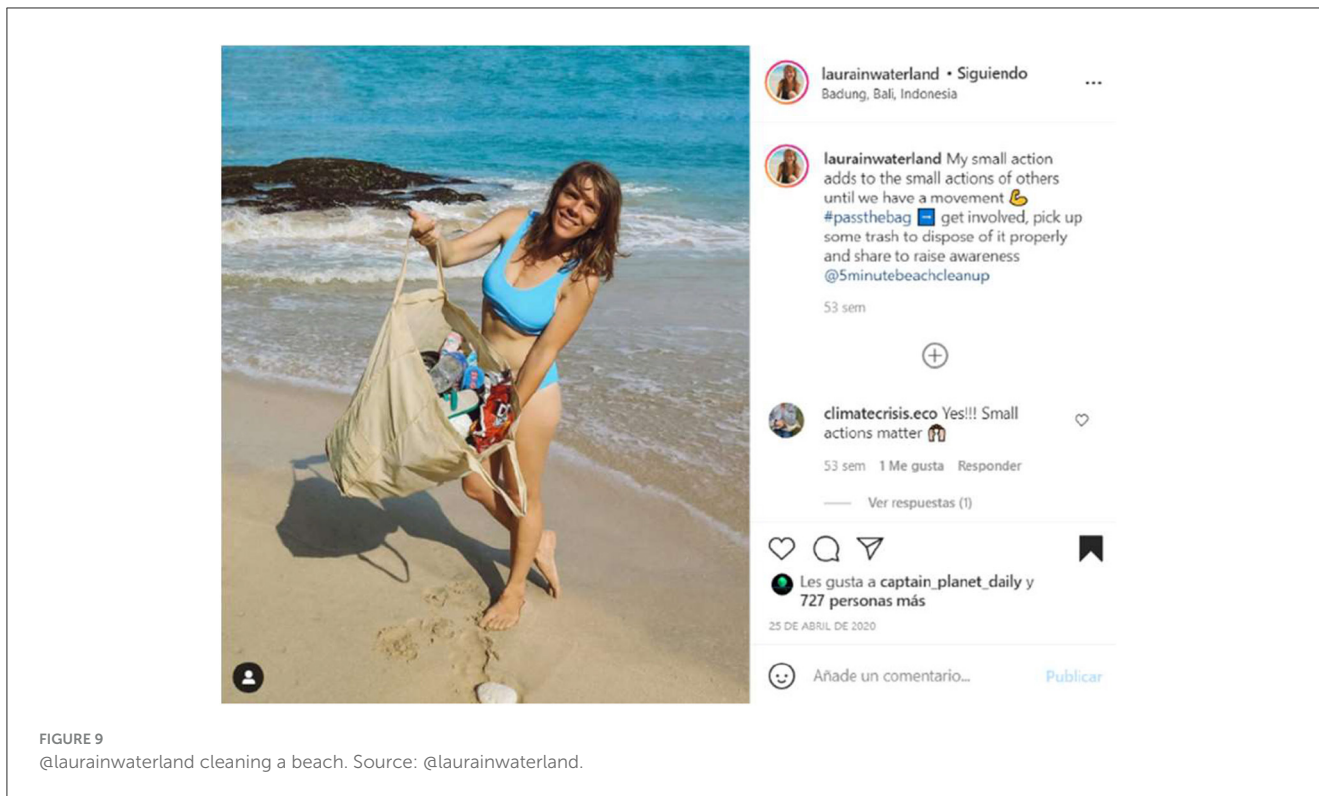 laurainwaterland • Siguiendo
Badung, Bali, Indonesia
laurainwaterland My small action
adds to the small actions of others
until we have a movement 💪
#passthebag ➡️ get involved, pick up
some trash to dispose of it properly
and share to raise awareness
@5minutebeachcleanup
53 sem
climatecrisis.eco Yes!!! Small
actions matter 🙌
53 sem 1 Me gusta Responder
Ver respuestas (1)
Les gusta a captain_planet_daily y
727 personas más
25 DE ABRIL DE 2020
Añade un comentario... Publicar
FIGURE 9
@laurainwaterland cleaning a beach. Source: @laurainwaterland.